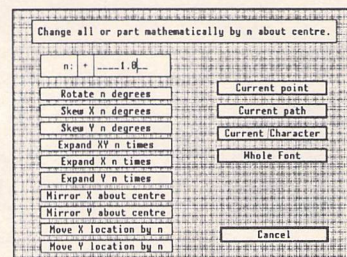 Change all or part mathematically by n about centre.
n: + ____1.0__
Rotate n degrees
Skew X n degrees
Skew Y n degrees
Expand XY n times
Expand X n times
Expand Y n times
Mirror X about centre
Mirror Y about centre
Move X location by n
Move Y location by n
Current point
Current path
Current Character
Whole Font
Cancel